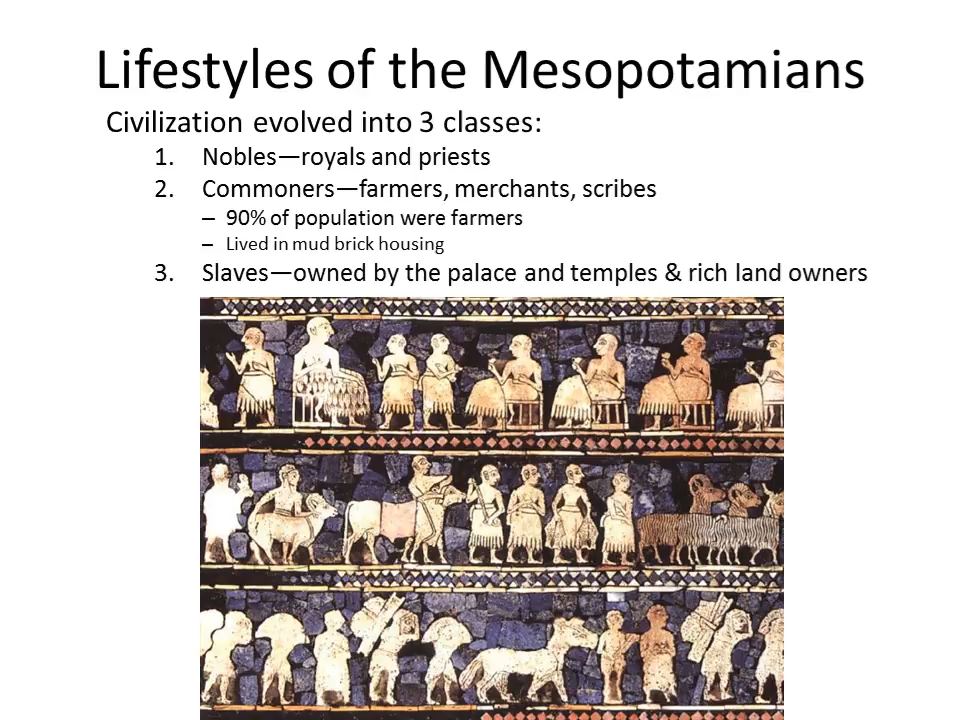 Lifestyles of the Mesopotamians
Civilization evolved into 3 classes:
1. Nobles—royals and priests
2. Commoners—farmers, merchants, scribes
– 90% of population were farmers
– Lived in mud brick housing
3. Slaves—owned by the palace and temples & rich land owners